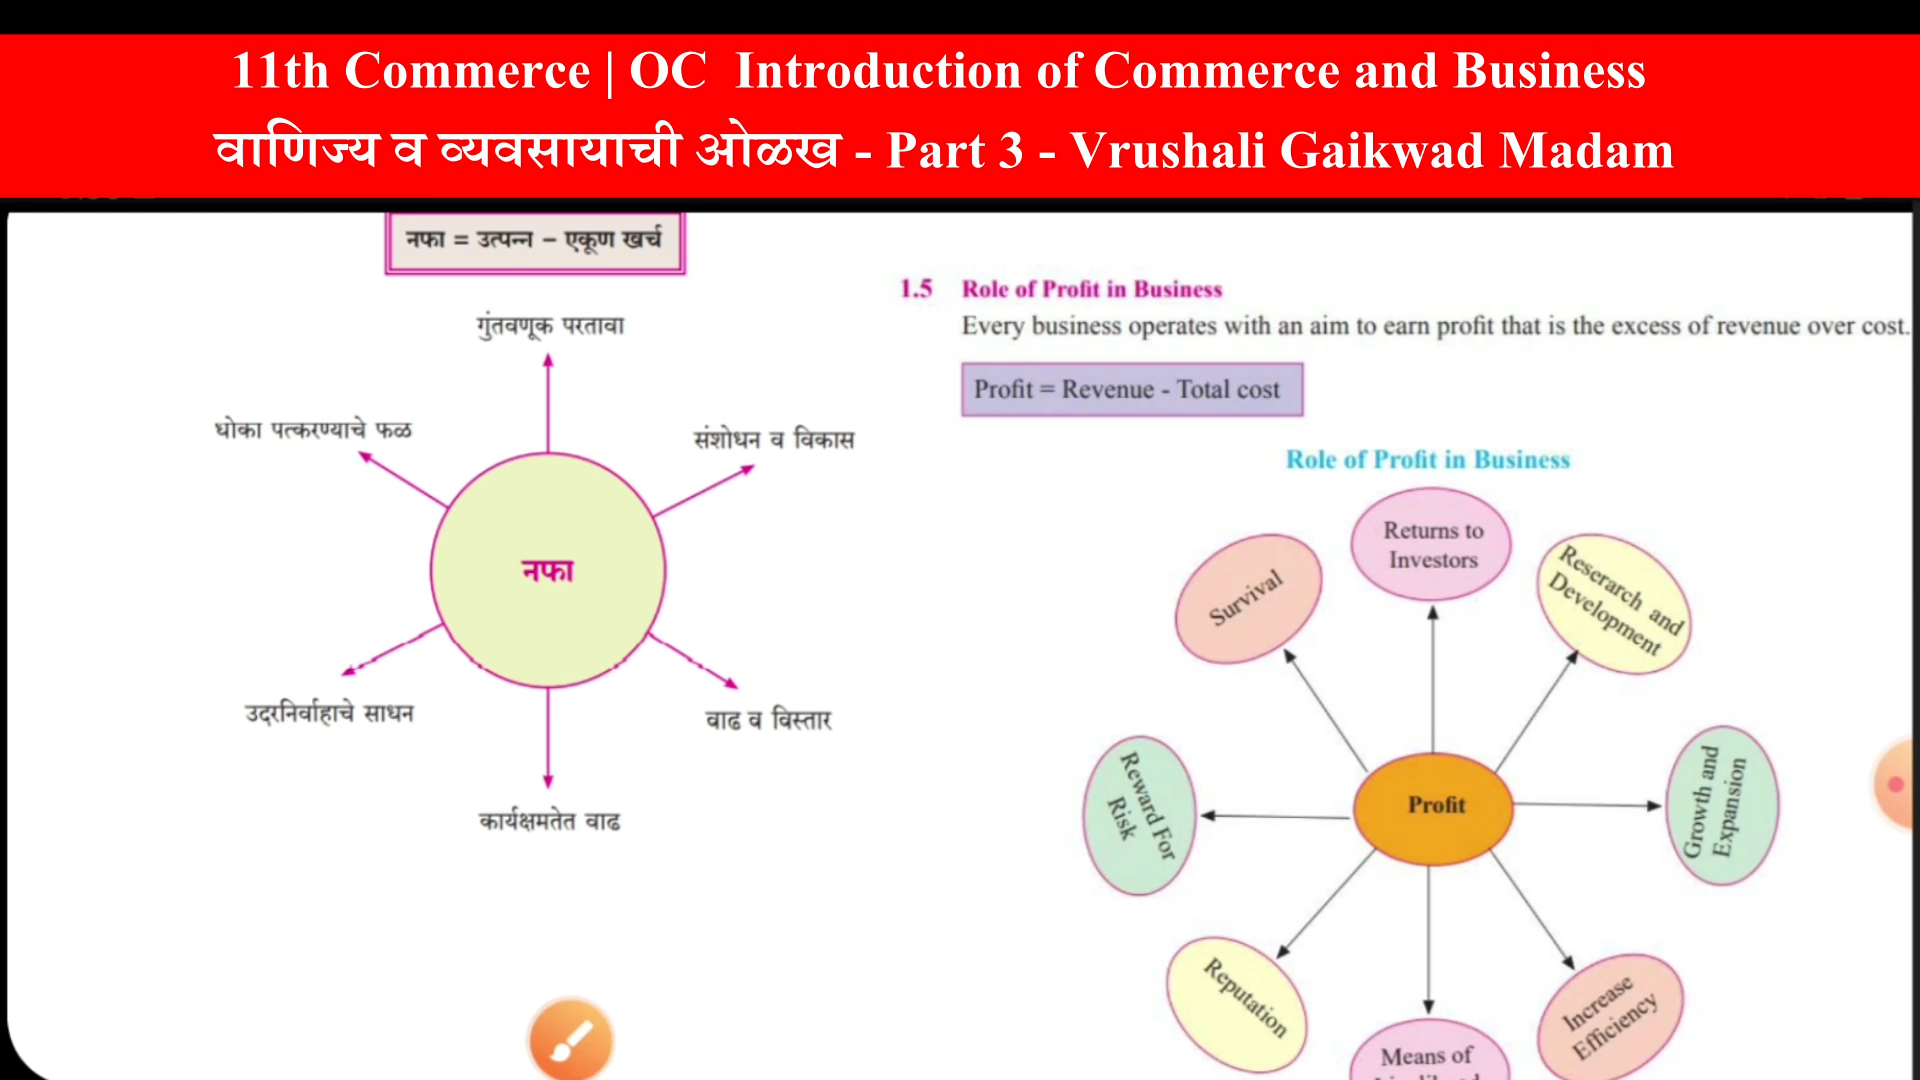 11th Commerce | OC Introduction of Commerce and Business
वाणिज्य व व्यवसायाची ओळख - Part 3 - Vrushali Gaikwad Madam
नफा = उत्पन्न – एकूण खर्च
गुंतवणूक परतावा
धोका पत्करण्याचे फळ
संशोधन व विकास
नफा
उदरनिर्वाहाचे साधन
वाढ व विस्तार
कार्यक्षमतेत वाढ
1.5 Role of Profit in Business
Every business operates with an aim to earn profit that is the excess of revenue over cost.
Profit = Revenue - Total cost
Role of Profit in Business
Returns to
Investors
Survival
Reserarch and
Development
Reward For
Risk
Profit
Growth and
Expansion
Reputation
Increase
Efficiency
Means of